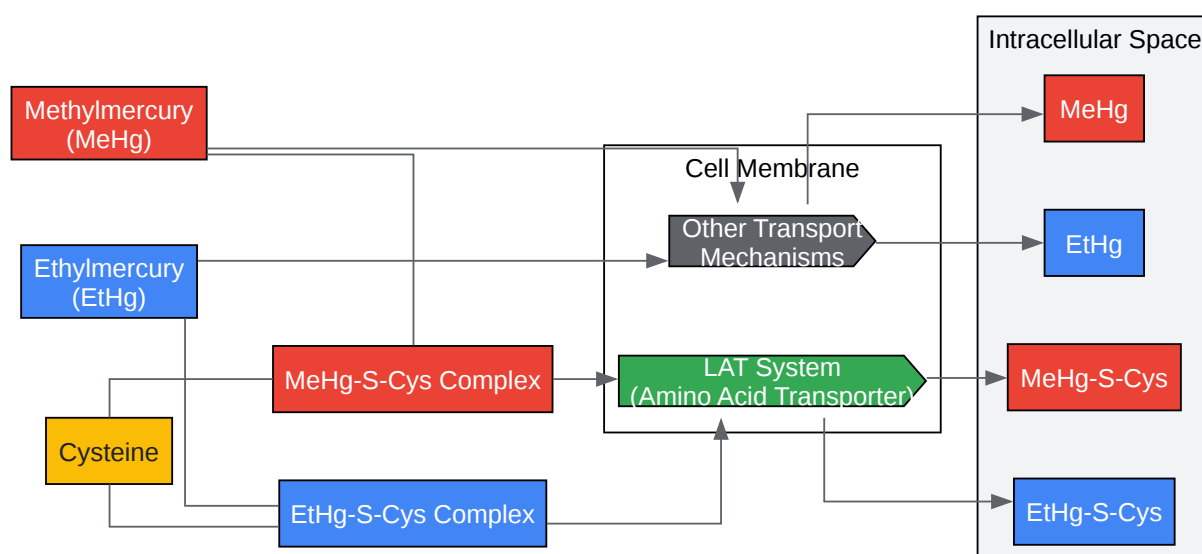 Intracellular Space
Methylmercury
(MeHg)
MeHg
Cell Membrane
Other Transport
Mechanisms
EtHg
Ethylmercury
(EtHg)
MeHg-S-Cys Complex
LAT System
(Amino Acid Transporter)
MeHg-S-Cys
Cysteine
EtHg-S-Cys Complex
EtHg-S-Cys